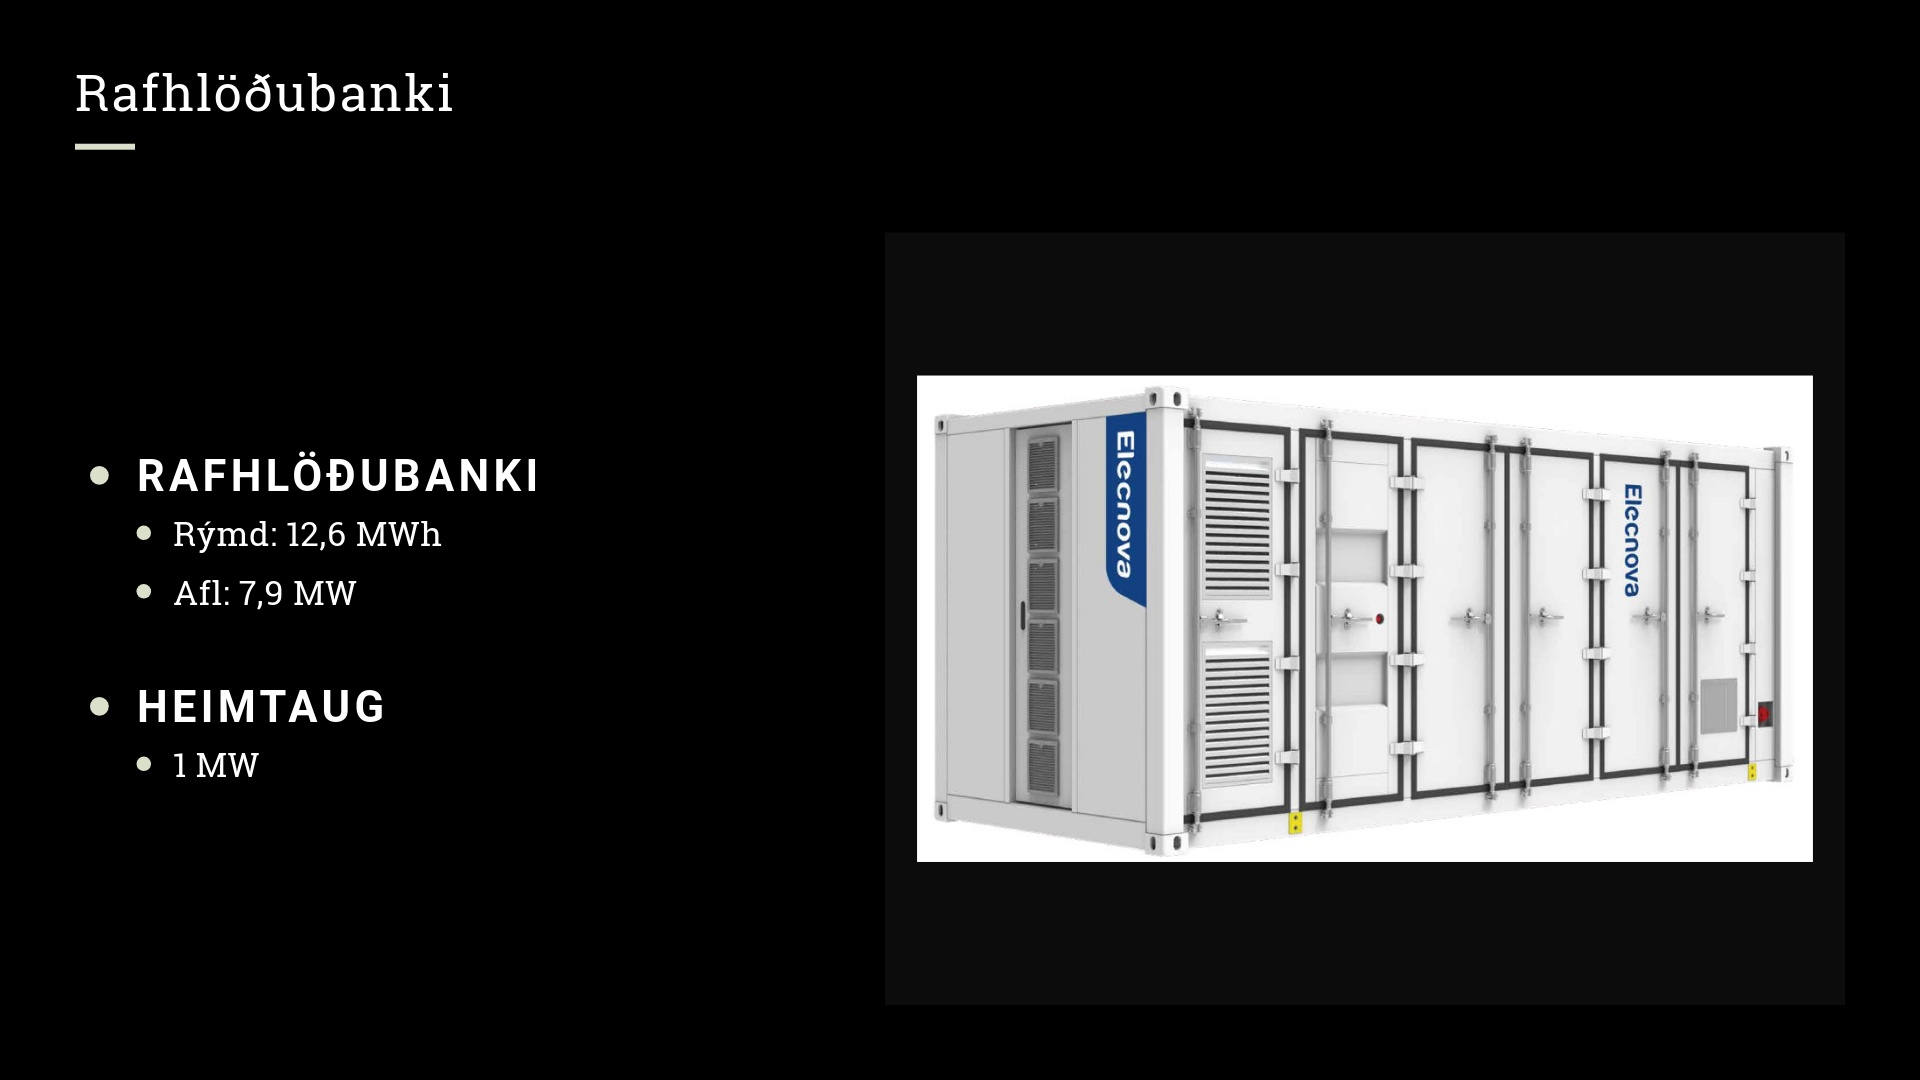 Rafhlöðubanki
RAFHLÖÐUBANKI
Rýmd: 12,6 MWh
Afl: 7,9 MW
HEIMTAUG
1 MW
Elecnova
Elecnova